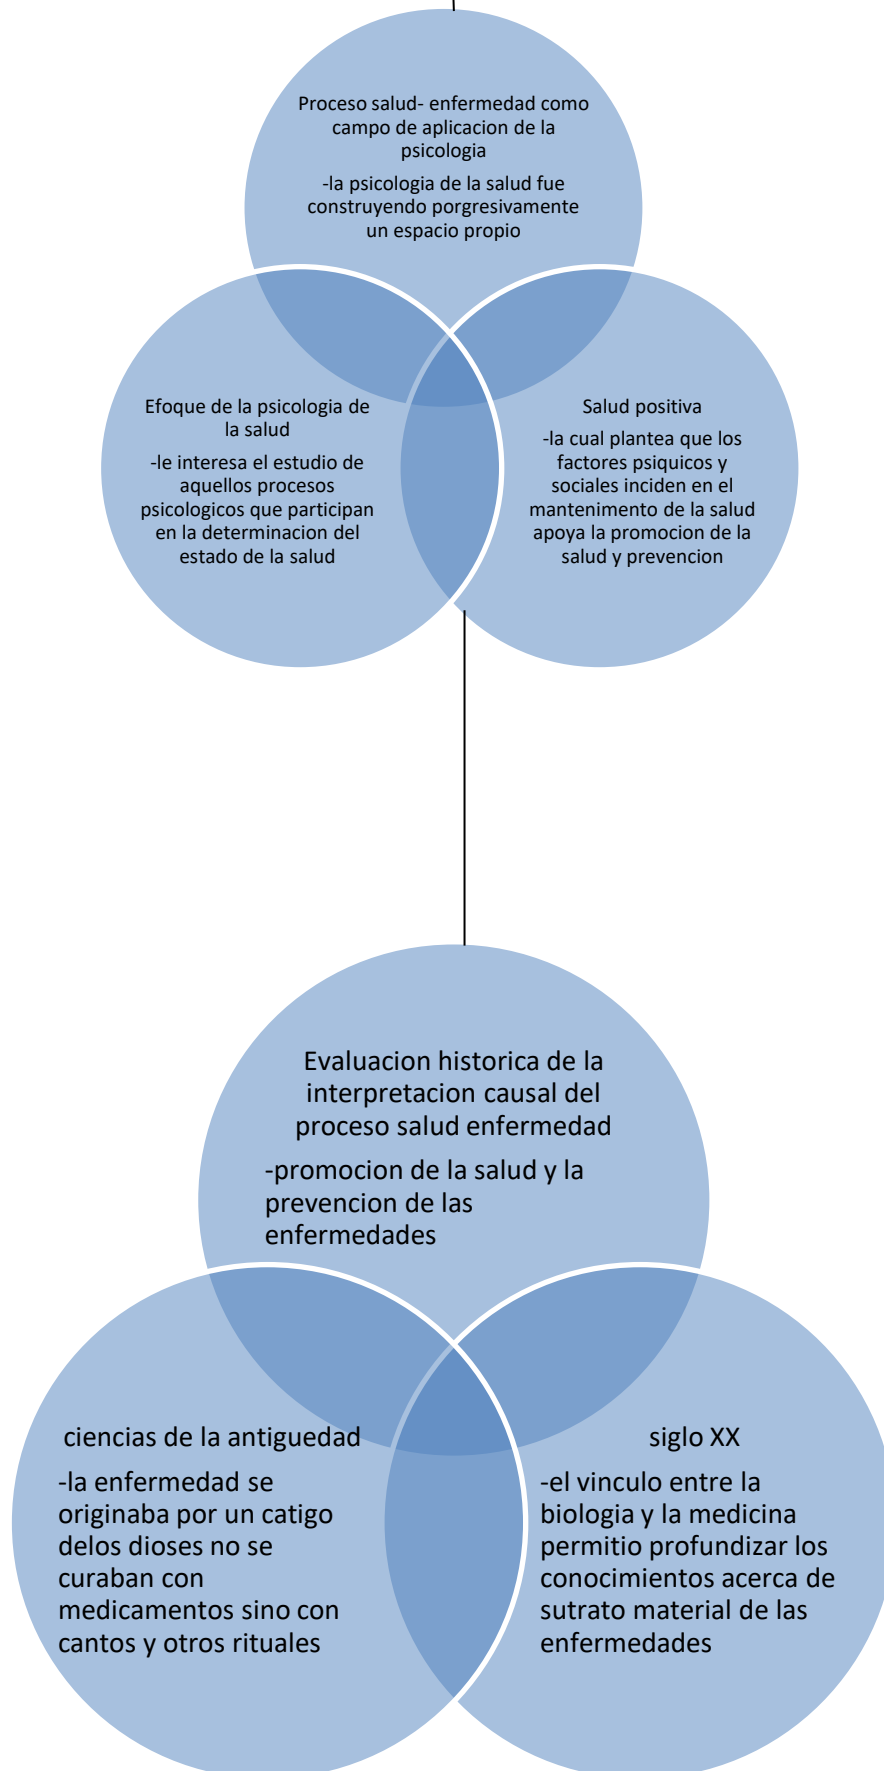 Proceso salud- enfermedad como
campo de aplicacion de la
psicologia
-la psicologia de la salud fue
construyendo porgresivamente
un espacio propio
Efoque de la psicologia de
la salud
-le interesa el estudio de
aquellos procesos
psicologicos que participan
en la determinacion del
estado de la salud
Salud positiva
-la cual plantea que los
factores psiquicos y
sociales inciden en el
mantenimento de la salud
apoya la promocion de la
salud y prevencion
Evaluacion historica de la
interpretacion causal del
proceso salud enfermedad
-promocion de la salud y la
prevencion de las
enfermedades
ciencias de la antiguedad
-la enfermedad se
originaba por un catigo
delos dioses no se
curaban con
medicamentos sino con
cantos y otros rituales
siglo XX
-el vinculo entre la
biologia y la medicina
permitio profundizar los
conocimientos acerca de
sutrato material de las
enfermedades